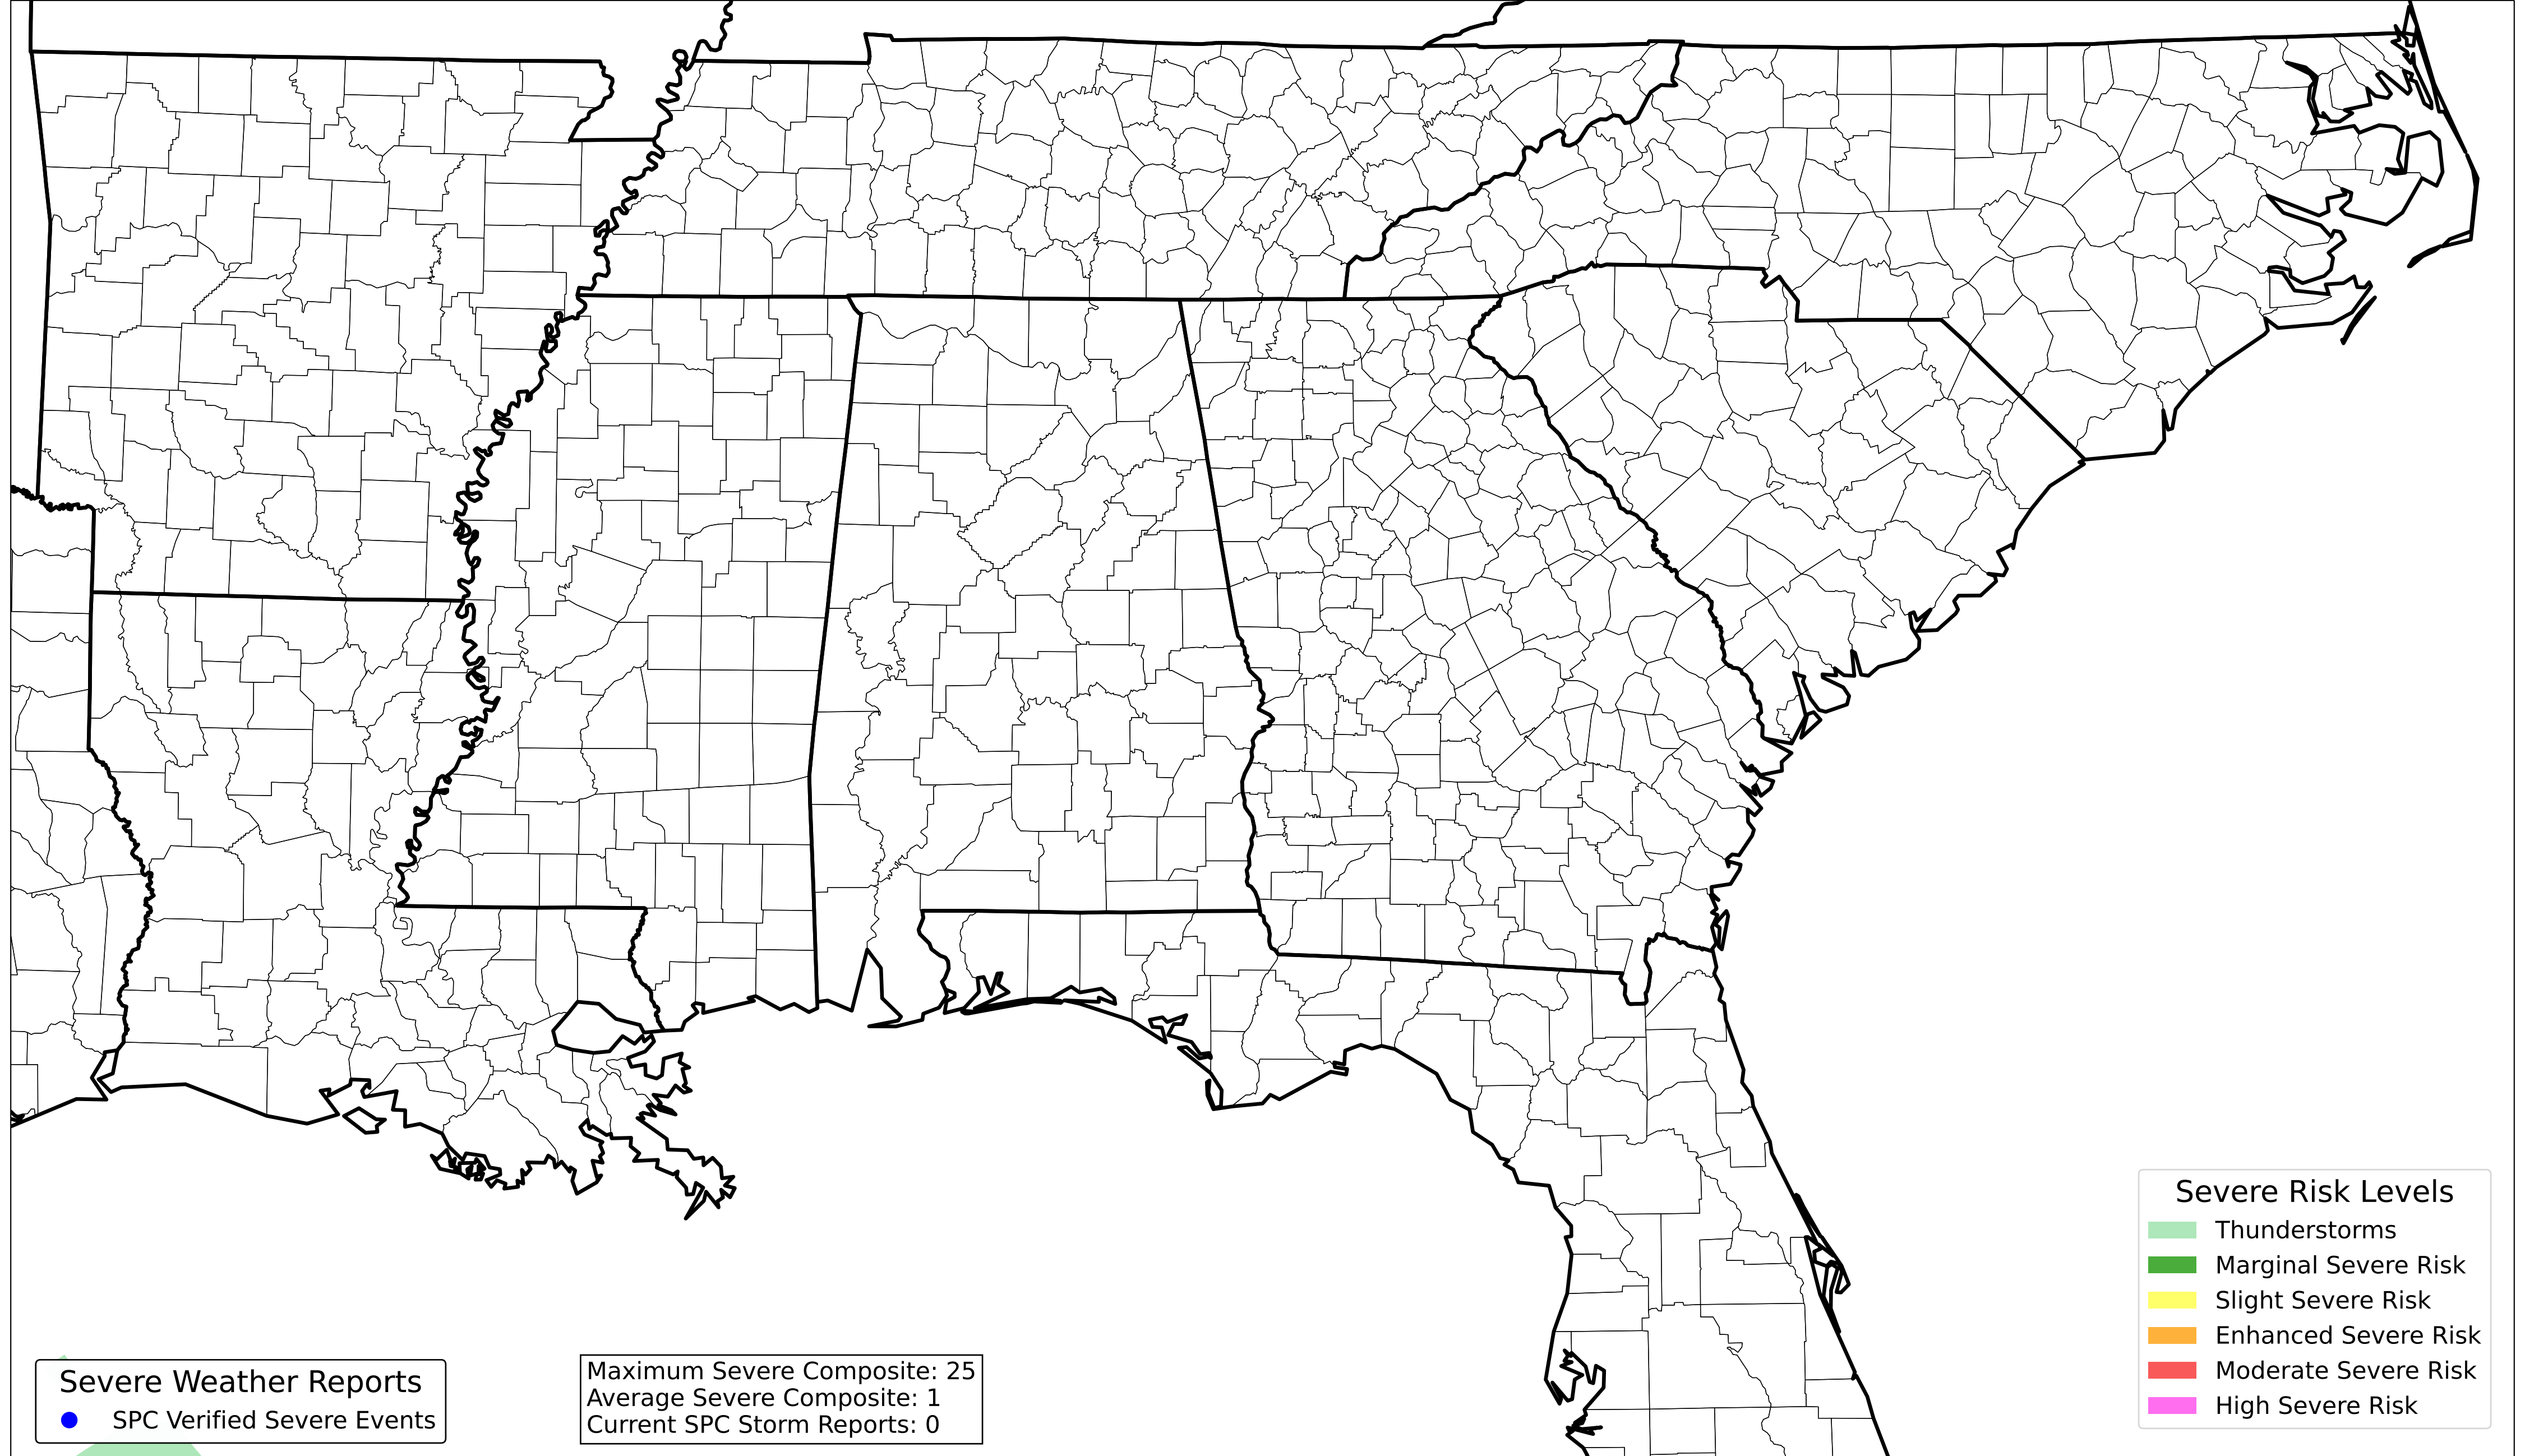 Severe Weather Reports
SPC Verified Severe Events
Maximum Severe Composite: 25
Average Severe Composite: 1
Current SPC Storm Reports: 0
Severe Risk Levels
Thunderstorms
Marginal Severe Risk
Slight Severe Risk
Enhanced Severe Risk
Moderate Severe Risk
High Severe Risk